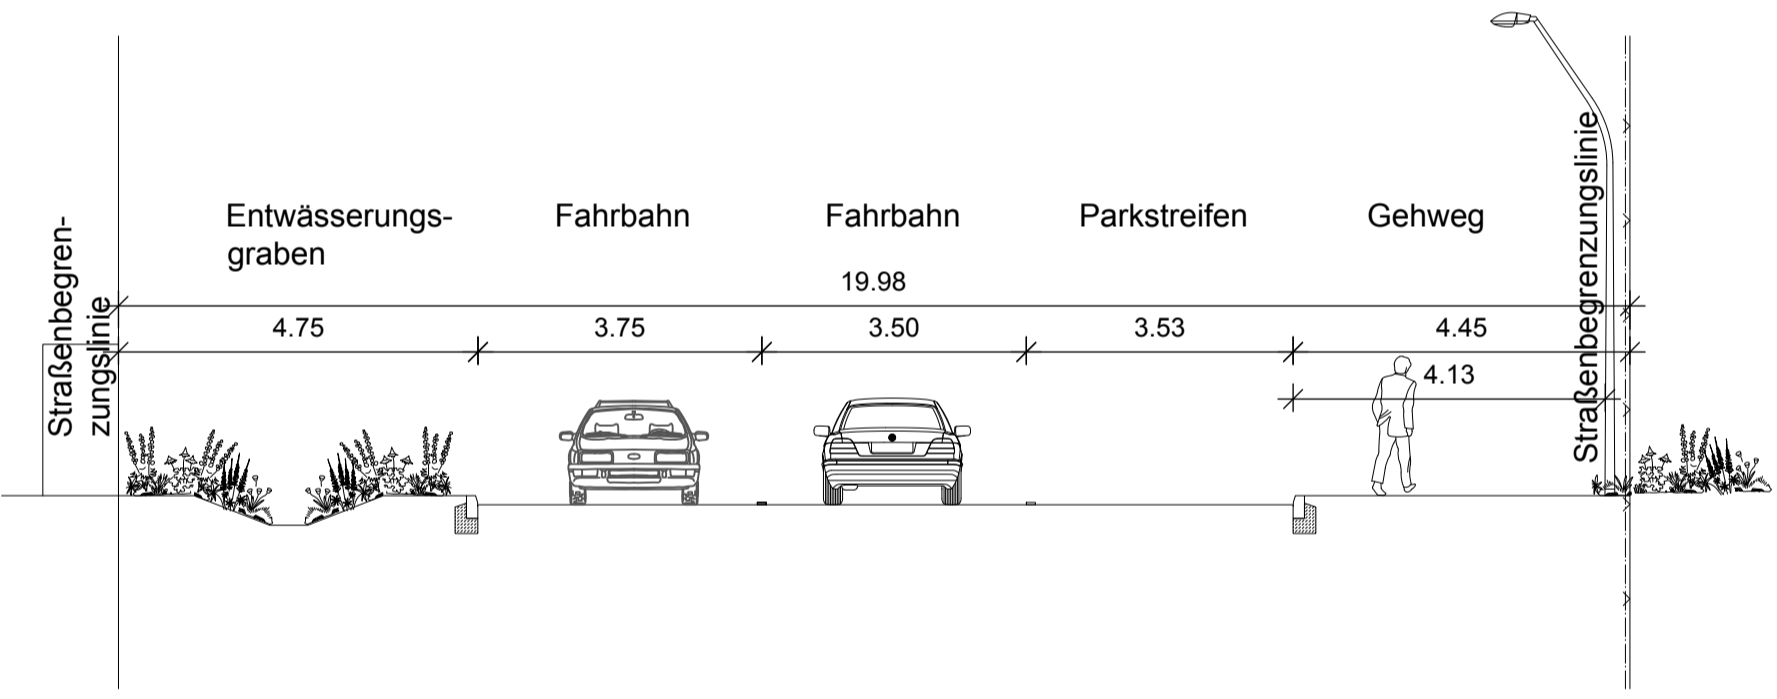 Straßenbegren-
zungslinie
Entwässerungs-
graben
Fahrbahn
Fahrbahn
Parkstreifen
Gehweg
Straßenbegrenzungslinie
19.98
4.75
3.75
3.50
3.53
4.45
4.13